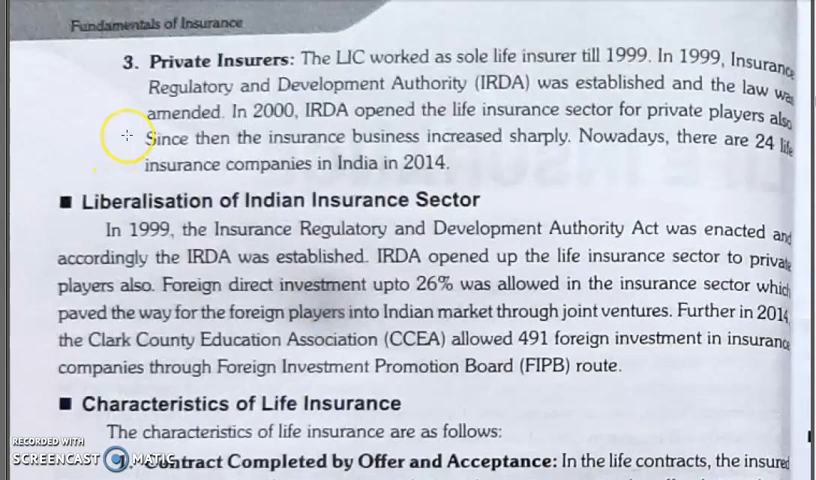 Fundamentals of Insurance
3. Private Insurers: The LIC worked as sole life insurer till 1999. In 1999, Insurance
Regulatory and Development Authority (IRDA) was established and the law was
amended. In 2000, IRDA opened the life insurance sector for private players also
Since then the insurance business increased sharply. Nowadays, there are 24 life
insurance companies in India in 2014.
■ Liberalisation of Indian Insurance Sector
In 1999, the Insurance Regulatory and Development Authority Act was enacted and
accordingly the IRDA was established. IRDA opened up the life insurance sector to private
players also. Foreign direct investment upto 26% was allowed in the insurance sector which
paved the way for the foreign players into Indian market through joint ventures. Further in 2014,
the Clark County Education Association (CCEA) allowed 491 foreign investment in insurance
companies through Foreign Investment Promotion Board (FIPB) route.
■ Characteristics of Life Insurance
The characteristics of life insurance are as follows:
1. Contract Completed by Offer and Acceptance: In the life contracts, the insured
RECORDED WITH
SCREENCAST MATIC